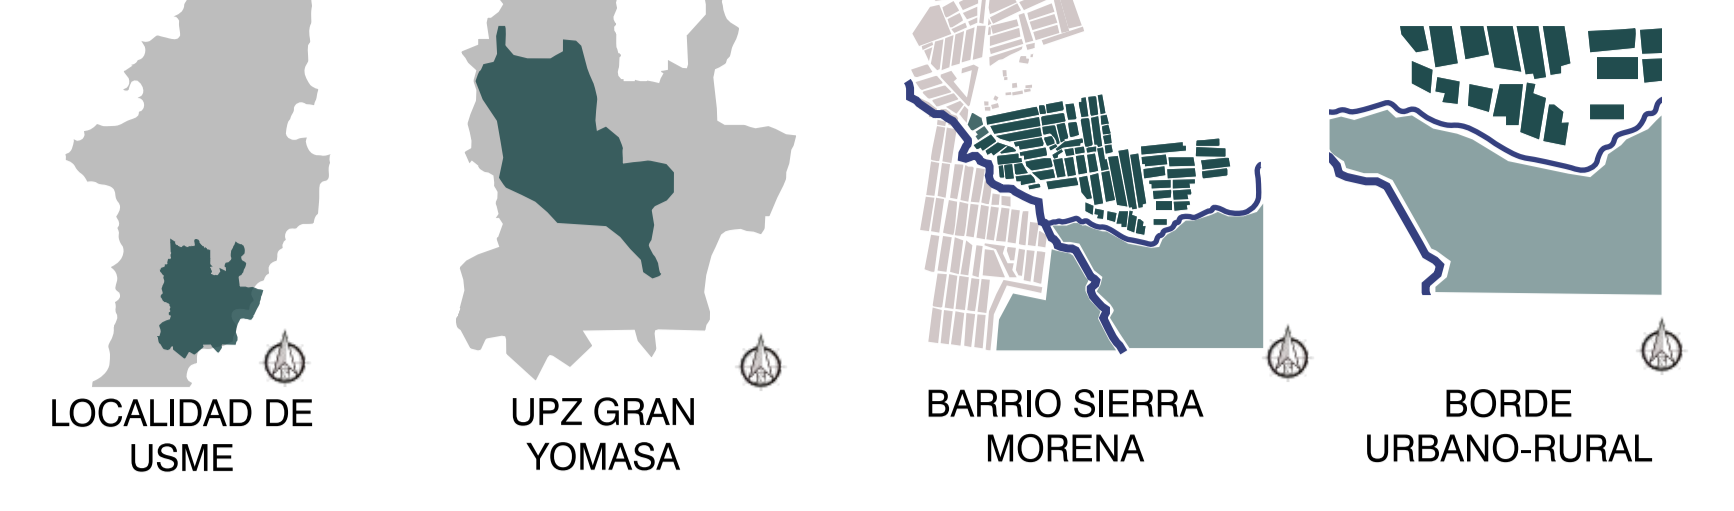 LOCALIDAD DE
USME
UPZ GRAN
YOMASA
BARRIO SIERRA
MORENA
BORDE
URBANO-RURAL